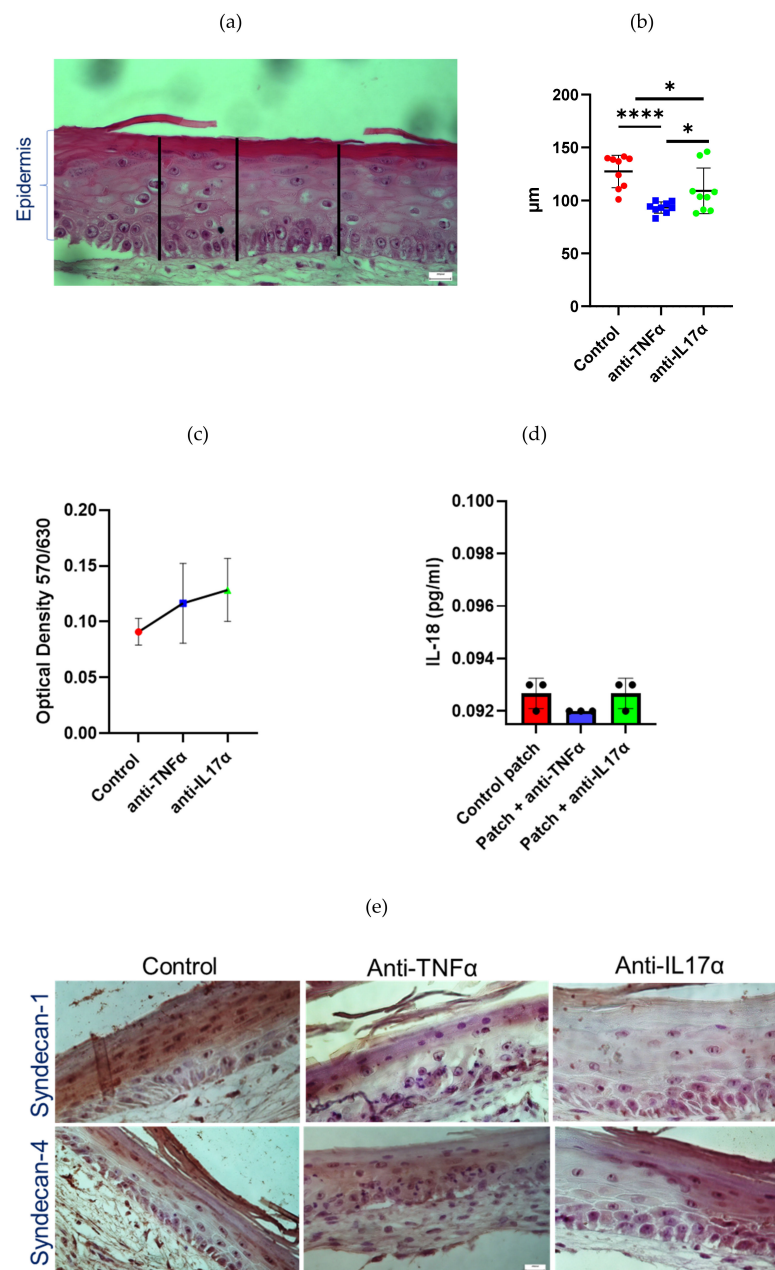 (a)
(b)
Epidermis
µm
200
150
100
50
0
*
****
*
Control
anti-TNFα
anti-IL17α
(c)
(d)
Optical Density 570/630
0.20
0.15
0.10
0.05
0.00
Control
anti-TNFα
anti-IL17α
IL-18 (pg/ml)
0.100
0.098
0.096
0.094
0.092
Control patch
Patch + anti-TNFα
Patch + anti-IL17α
(e)
Control
Anti-TNFα
Anti-IL17α
Syndecan-1
Syndecan-4